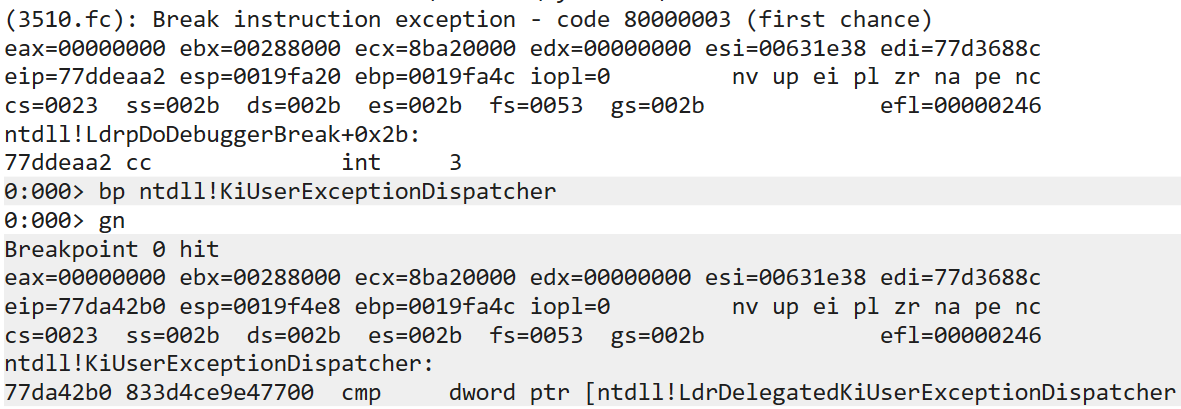 (3510.fc): Break instruction exception - code 80000003 (first chance)
eax=00000000 ebx=00288000 ecx=8ba20000 edx=00000000 esi=00631e38 edi=77d3688c
eip=77ddeaa2 esp=0019fa20 ebp=0019fa4c iopl=0         nv up ei pl zr na pe nc
cs=0023  ss=002b  ds=002b  es=002b  fs=0053  gs=002b             efl=00000246
ntdll!LdrpDoDebuggerBreak+0x2b:
77ddeaa2 cc              int     3
0:000> bp ntdll!KiUserExceptionDispatcher
0:000> gn
Breakpoint 0 hit
eax=00000000 ebx=00288000 ecx=8ba20000 edx=00000000 esi=00631e38 edi=77d3688c
eip=77da42b0 esp=0019f4e8 ebp=0019fa4c iopl=0         nv up ei pl zr na pe nc
cs=0023  ss=002b  ds=002b  es=002b  fs=0053  gs=002b             efl=00000246
ntdll!KiUserExceptionDispatcher:
77da42b0 833d4ce9e47700  cmp     dword ptr [ntdll!LdrDelegatedKiUserExceptionDispatcher